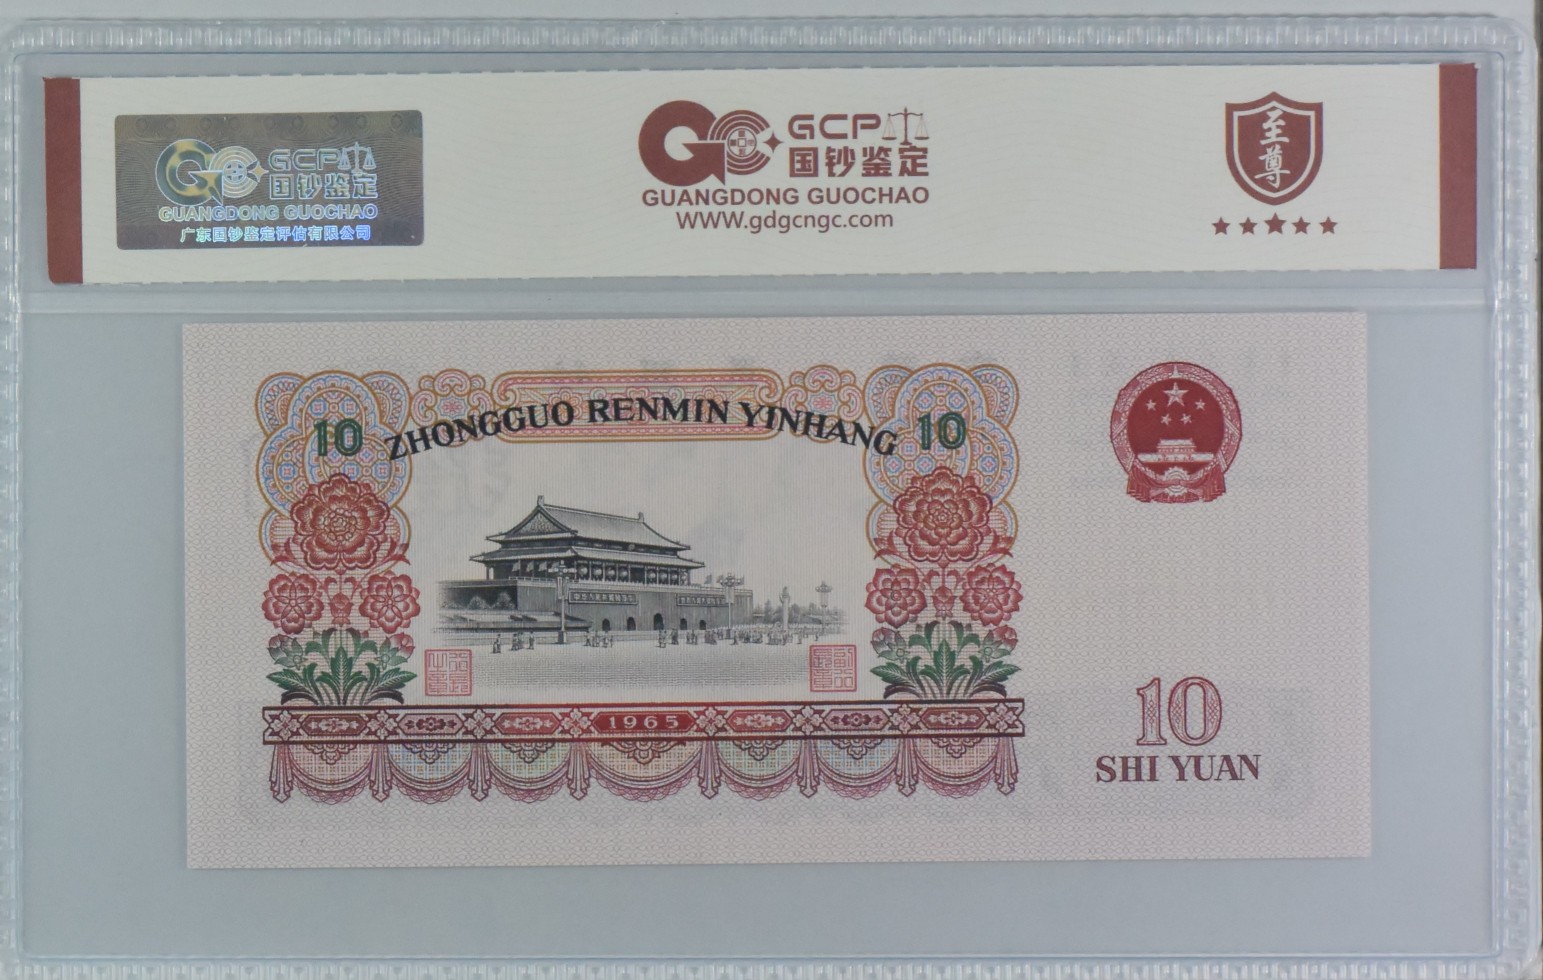 GCP
国钞鉴定
GUANGDONG GUOCHAO
广东国钞鉴定评估有限公司
GC GCP
国钞鉴定
GUANGDONG GUOCHAO
WWW.gdgcngc.com
至尊
10 ZHONGGUO RENMIN YINHANG 10
1965
10
SHI YUAN